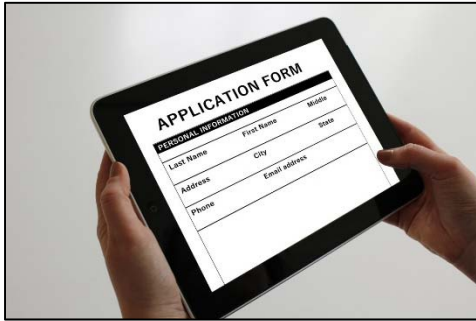 APPLICATION FORM
PERSONAL INFORMATION
Last Name First Name Middle
Address City State
Phone Email address